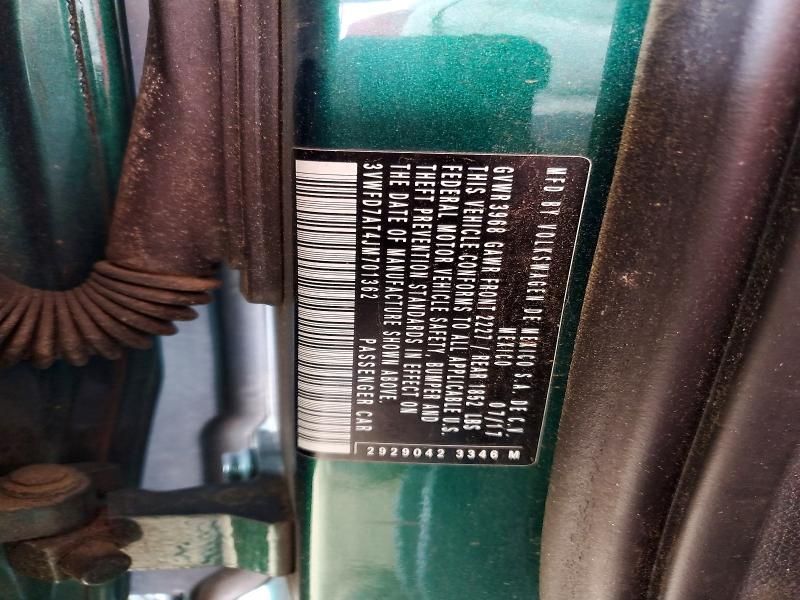 MFD BY VOLKSWAGEN DE MEXICO S.A. DE C.V.
MEXICO 07/17
GVWR 3968 GAWR FRONT 2227 / REAR 1852 LBS
THIS VEHICLE CONFORMS TO ALL APPLICABLE U.S.
FEDERAL MOTOR VEHICLE SAFETY, BUMPER AND
THEFT PREVENTION STANDARDS IN EFFECT ON
THE DATE OF MANUFACTURE SHOWN ABOVE.
3VWFD7AT4JM701362 PASSENGER CAR
2929042 3346 M